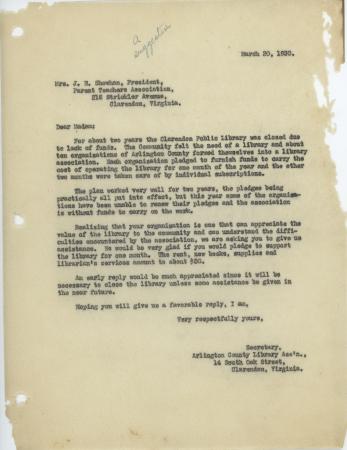 A
suggestion
March 20, 1930.
Mrs. J. H. Sheehan, President,
Parent Teachers Association,
212 Strickler Avenue,
Clarendon, Virginia.
Dear Madam:
For about two years the Clarendon Public Library was closed due
to lack of funds. The Community felt the need of a library and about
ten organizations of Arlington County formed themselves into a library
association. Each organization pledged to furnish funds to carry the
cost of operating the library for one month of the year and the other
two months were taken care of by individual subscriptions.
The plan worked very well for two years, the pledges being
practically all put into effect, but this year some of the organiza-
tions have been unable to renew their pledges and the association
is without funds to carry on the work.
Realizing that your organization is one that can appreciate the
value of the library to the community and can understand the diffi-
culties encountered by the association, we are asking you to give us
assistance. We would be very glad if you would pledge to support
the library for one month. The rent, new books, supplies and
librarian's services amount to about $50.
An early reply would be much appreciated since it will be
necessary to close the library unless some assistance be given in
the near future.
Hoping you will give us a favorable reply, I am,
Very respectfully yours,
Secretary,
Arlington County Library Ass'n.,
14 South Oak Street,
Clarendon, Virginia.